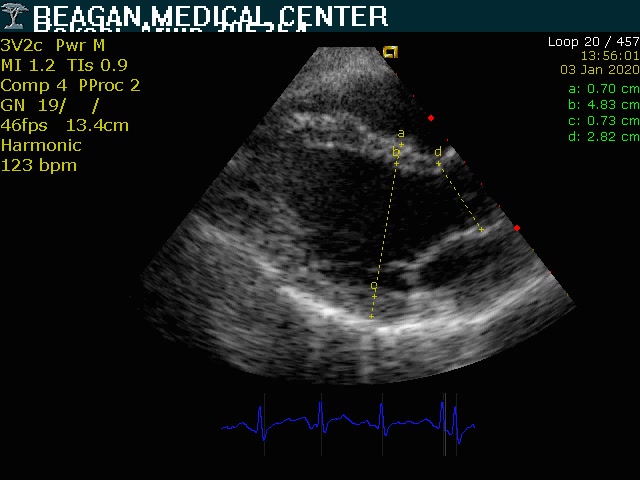 BEAGAN MEDICAL CENTER
3V2c Pwr M
MI 1.2 TIs 0.9
Comp 4 PProc 2
GN 19/ /
46fps 13.4cm
Harmonic
123 bpm
Loop 20 / 457
13:56:01
03 Jan 2020
a: 0.70 cm
b: 4.83 cm
c: 0.73 cm
d: 2.82 cm
a
b
d
c